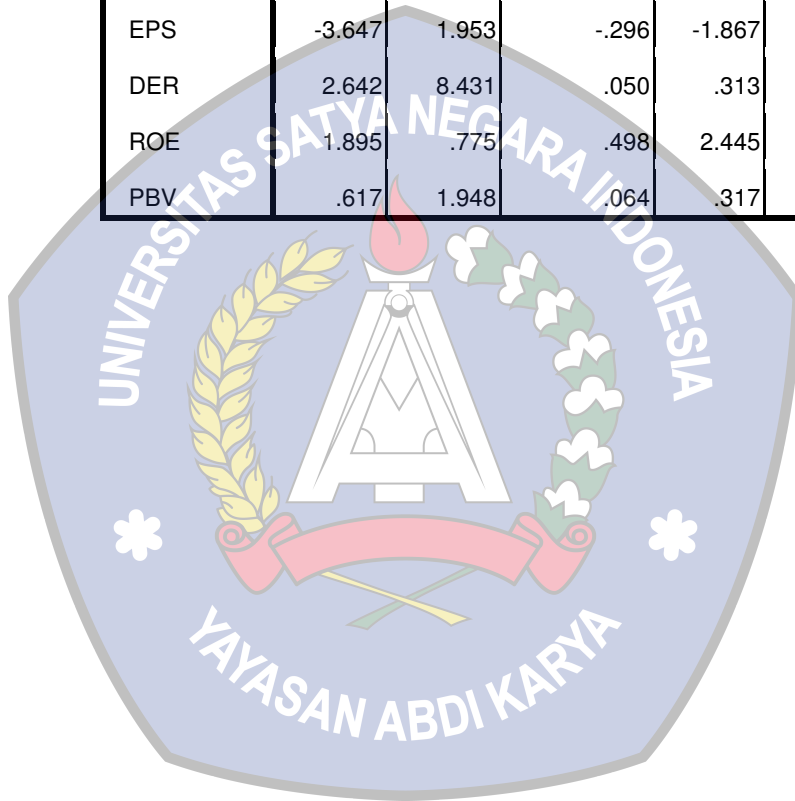 EPS -3.647 1.953 -.296 -1.867
DER 2.642 8.431 .050 .313
ROE 1.895 .775 .498 2.445
PBV .617 1.948 .064 .317
UNIVERSITAS SATYA NEGARA INDONESIA
YAYASAN ABDI KARYA